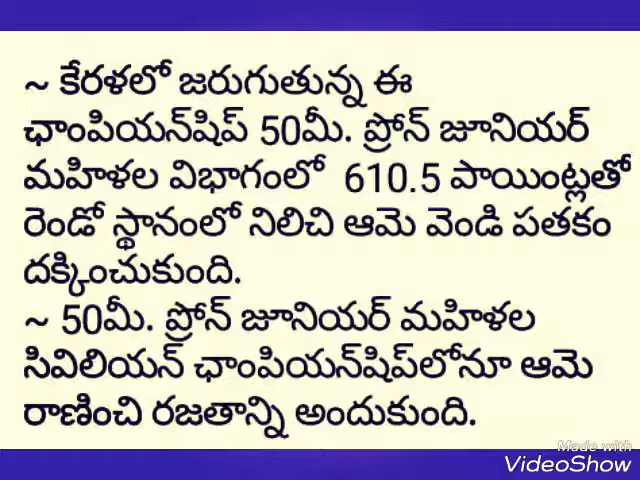 ~ కేరళలో జరుగుతున్న ఈ
ఛాంపియన్‌షిప్ 50మీ. ప్రోన్ జూనియర్
మహిళల విభాగంలో 610.5 పాయింట్లతో
రెండో స్థానంలో నిలిచి ఆమె వెండి పతకం
దక్కించుకుంది.
~ 50మీ. ప్రోన్ జూనియర్ మహిళల
సివిలియన్ ఛాంపియన్‌షిప్‌లోనూ ఆమె
రాణించి రజతాన్ని అందుకుంది.
Made with
VideoShow